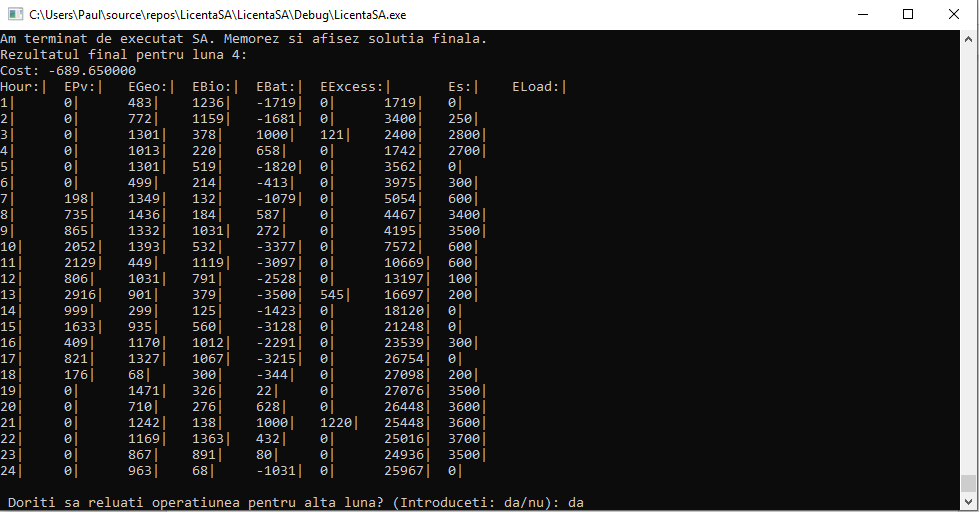 C:\Users\Paul\source\repos\LicentaSA\LicentaSA\Debug\LicentaSA.exe
Am terminat de executat SA. Memorez si afisez solutia finala.
Rezultatul final pentru luna 4:
Cost: -689.650000
Hour:|  EPv:|   EGeo:|  EBio:|  EBat:|  EExcess:|       Es:|    ELoad:|
1|      0|      483|    1236|   -1719|  0|      1719|   0|
2|      0|      772|    1159|   -1681|  0|      3400|   250|
3|      0|      1301|   378|    1000|   121|    2400|   2800|
4|      0|      1013|   220|    658|    0|      1742|   2700|
5|      0|      1301|   519|    -1820|  0|      3562|   0|
6|      0|      499|    214|    -413|   0|      3975|   300|
7|      198|    1349|   132|    -1079|  0|      5054|   600|
8|      735|    1436|   184|    587|    0|      4467|   3400|
9|      865|    1332|   1031|   272|    0|      4195|   3500|
10|     2052|   1393|   532|    -3377|  0|      7572|   600|
11|     2129|   449|    1119|   -3097|  0|      10669|  600|
12|     806|    1031|   791|    -2528|  0|      13197|  100|
13|     2916|   901|    379|    -3500|  545|    16697|  200|
14|     999|    299|    125|    -1423|  0|      18120|  0|
15|     1633|   935|    560|    -3128|  0|      21248|  0|
16|     409|    1170|   1012|   -2291|  0|      23539|  300|
17|     821|    1327|   1067|   -3215|  0|      26754|  0|
18|     176|    68|     300|    -344|   0|      27098|  200|
19|     0|      1471|   326|    22|     0|      27076|  3500|
20|     0|      710|    276|    628|    0|      26448|  3600|
21|     0|      1242|   138|    1000|   1220|   25448|  3600|
22|     0|      1169|   1363|   432|    0|      25016|  3700|
23|     0|      867|    891|    80|     0|      24936|  3500|
24|     0|      963|    68|     -1031|  0|      25967|  0|
Doriti sa reluati operatiunea pentru alta luna? (Introduceti: da/nu): da